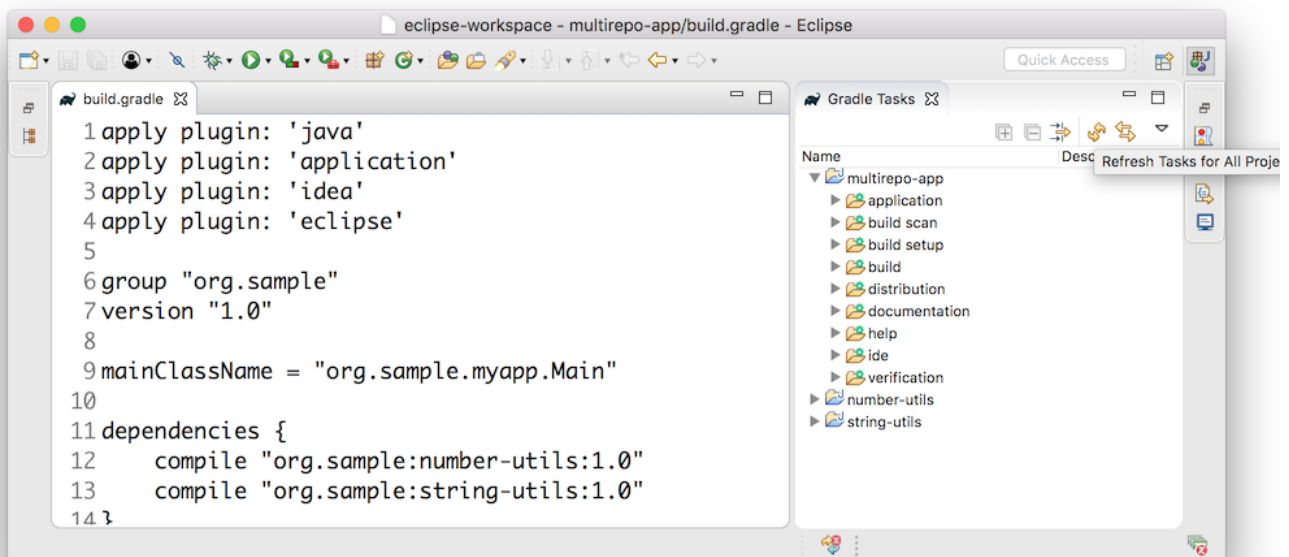 eclipse-workspace - multirepo-app/build.gradle - Eclipse
Quick Access
build.gradle
1 apply plugin: 'java'
2 apply plugin: 'application'
3 apply plugin: 'idea'
4 apply plugin: 'eclipse'
5
6 group "org.sample"
7 version "1.0"
8
9 mainClassName = "org.sample.myapp.Main"
10
11 dependencies {
12 compile "org.sample:number-utils:1.0"
13 compile "org.sample:string-utils:1.0"
14 }
Gradle Tasks
Name Desc
Refresh Tasks for All Proje
multirepo-app
application
build scan
build setup
build
distribution
documentation
help
ide
verification
number-utils
string-utils